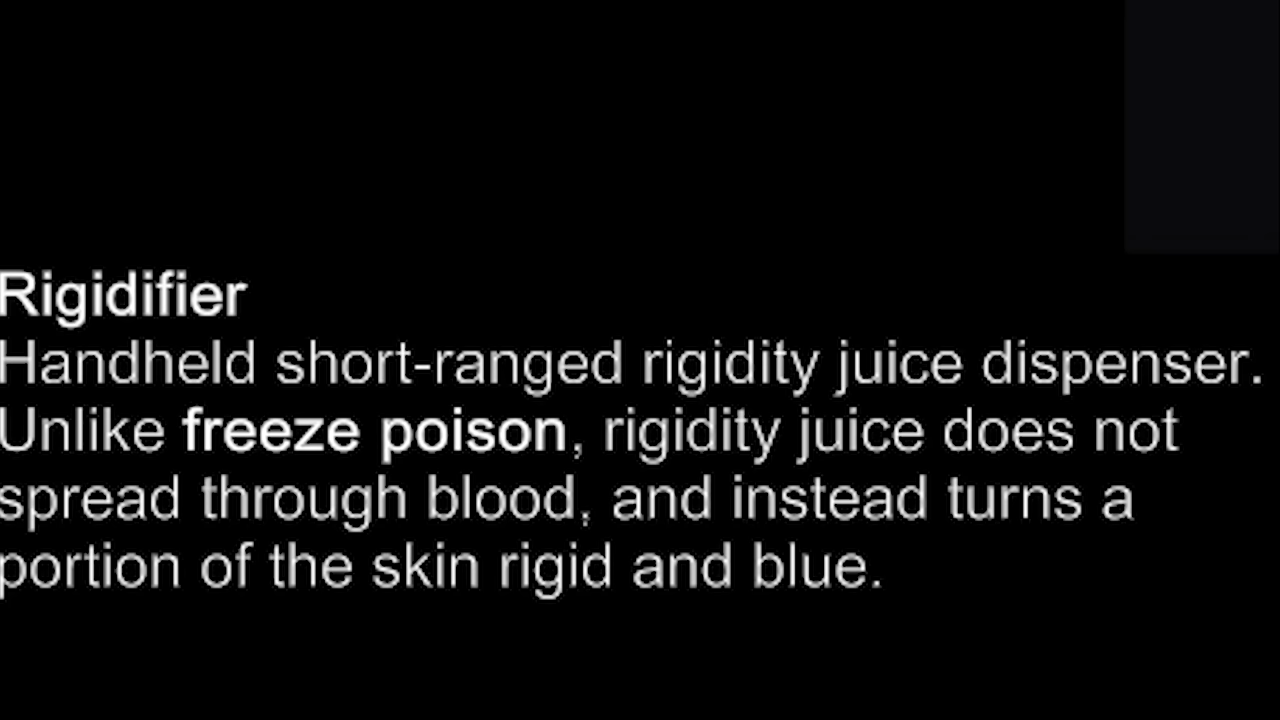 Rigidifier
Handheld short-ranged rigidity juice dispenser.
Unlike freeze poison, rigidity juice does not
spread through blood, and instead turns a
portion of the skin rigid and blue.